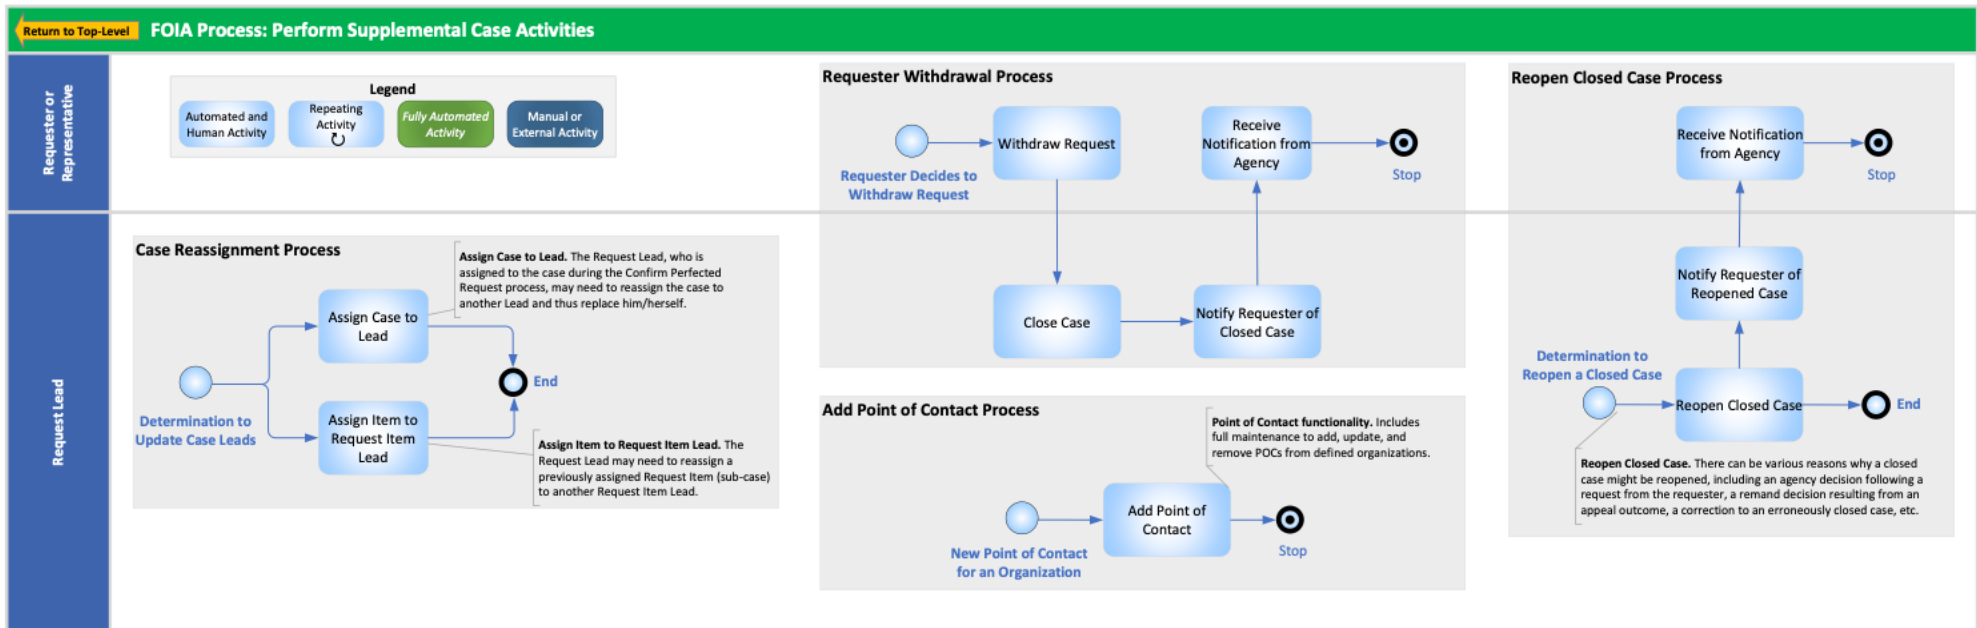 Return to Top-Level
FOIA Process: Perform Supplemental Case Activities
Requester or
Representative
Legend
Automated and
Human Activity
Repeating
Activity
Fully Automated
Activity
Manual or
External Activity
Requester Withdrawal Process
Requester Decides to
Withdraw Request
Withdraw Request
Receive
Notification from
Agency
Stop
Close Case
Notify Requester of
Closed Case
Reopen Closed Case Process
Receive Notification
from Agency
Stop
Notify Requester of
Reopened Case
Determination to
Reopen a Closed Case
Reopen Closed Case
End
Reopen Closed Case. There can be various reasons why a closed
case might be reopened, including an agency decision following a
request from the requester, a remand decision resulting from an
appeal outcome, a correction to an erroneously closed case, etc.
Request Lead
Case Reassignment Process
Assign Case to Lead. The Request Lead, who is
assigned to the case during the Confirm Perfected
Request process, may need to reassign the case to
another Lead and thus replace him/herself.
Assign Case to
Lead
Determination to
Update Case Leads
End
Assign Item to
Request Item
Lead
Assign Item to Request Item Lead. The
Request Lead may need to reassign a
previously assigned Request Item (sub-case)
to another Request Item Lead.
Add Point of Contact Process
Point of Contact functionality. Includes
full maintenance to add, update, and
remove POCs from defined organizations.
New Point of Contact
for an Organization
Add Point of
Contact
Stop